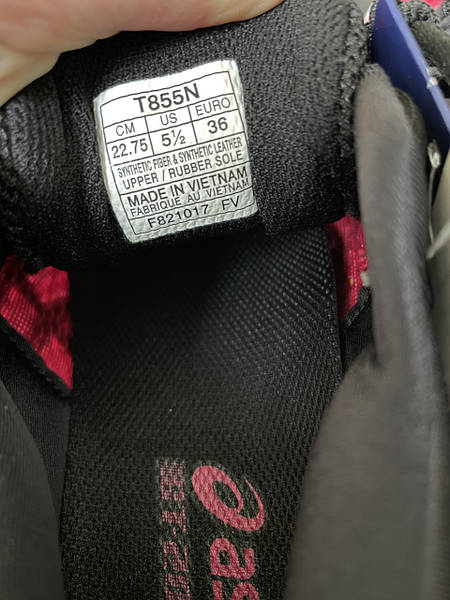 T855N
CM US EURO
22.75 5½ 36
SYNTHETIC FIBER & SYNTHETIC LEATHER
UPPER / RUBBER SOLE
MADE IN VIETNAM
FABRIQUE AU VIETNAM
F821017 FV
as